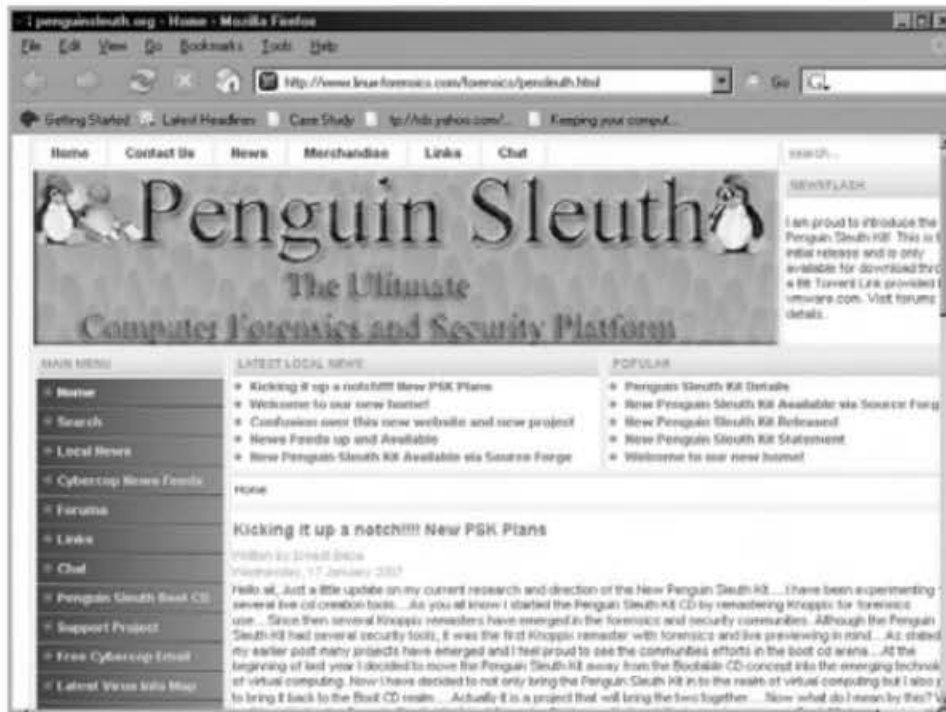 penguinsleuth.org - Home - Mozilla Firefox
File Edit View Go Bookmarks Tools Help
http://www.linux-forensics.com/forensics/pensleuth.html Go
Getting Started Latest Headlines Case Study Keeping your comput...
Home Contact Us News Merchandise Links Chat
search...
Penguin Sleuth
The Ulitmate
Computer Forensics and Security Platform
NEWSFLASH
I am proud to introduce the
Penguin Sleuth Kit! This is
initial release and is only
available for download thro
a Bit Torrent Link provided
vmware.com. Visit forums
details.
MAIN MENU
Home
Search
Local News
Cybercop News Feeds
Forums
Links
Chat
Penguin Sleuth Boot CD
Support Project
Free Cybercop Email
Latest Virus Info Map
LATEST LOCAL NEWS
Kicking it up a notch!!!! New PSK Plans
Welcome to our new home!
Confusion over this new website and new project
News Feeds up and Available
New Penguin Sleuth Kit Available via Source Forge
POPULAR
Penguin Sleuth Kit Details
New Penguin Sleuth Kit Available via Source Forg
New Penguin Sleuth Kit Released
New Penguin Sleuth Kit Statement
Welcome to our new home!
Home
Kicking it up a notch!!!! New PSK Plans
Written by Ernest Baca
Wednesday, 17 January 2007
Hello all, Just a little update on my current research and direction of the New Penguin Sleuth Kit.... I have been experimenting
several live cd creation tools.... As you all know I started the Penguin Sleuth Kit CD by remastering Knoppix for forensics
use.... Since then several Knoppix remasters have emerged in the forensics and security communities. Although the Penguin
Sleuth Kit had several security tools, it was the first Knoppix remaster with forensics and live previewing in mind.... As stated
my earlier post many projects have emerged and I feel proud to see the communities efforts in the boot cd arena.... At the
beginning of last year I decided to move the Penguin Sleuth Kit away from the Bootable CD concept into the emerging technol
of virtual computing. Now I have decided to not only bring the Penguin Sleuth Kit in to the realm of virtual computing but I also
to bring it back to the Boot CD realm.... Actually it is a project that will bring the two together.... Now what do I mean by this?